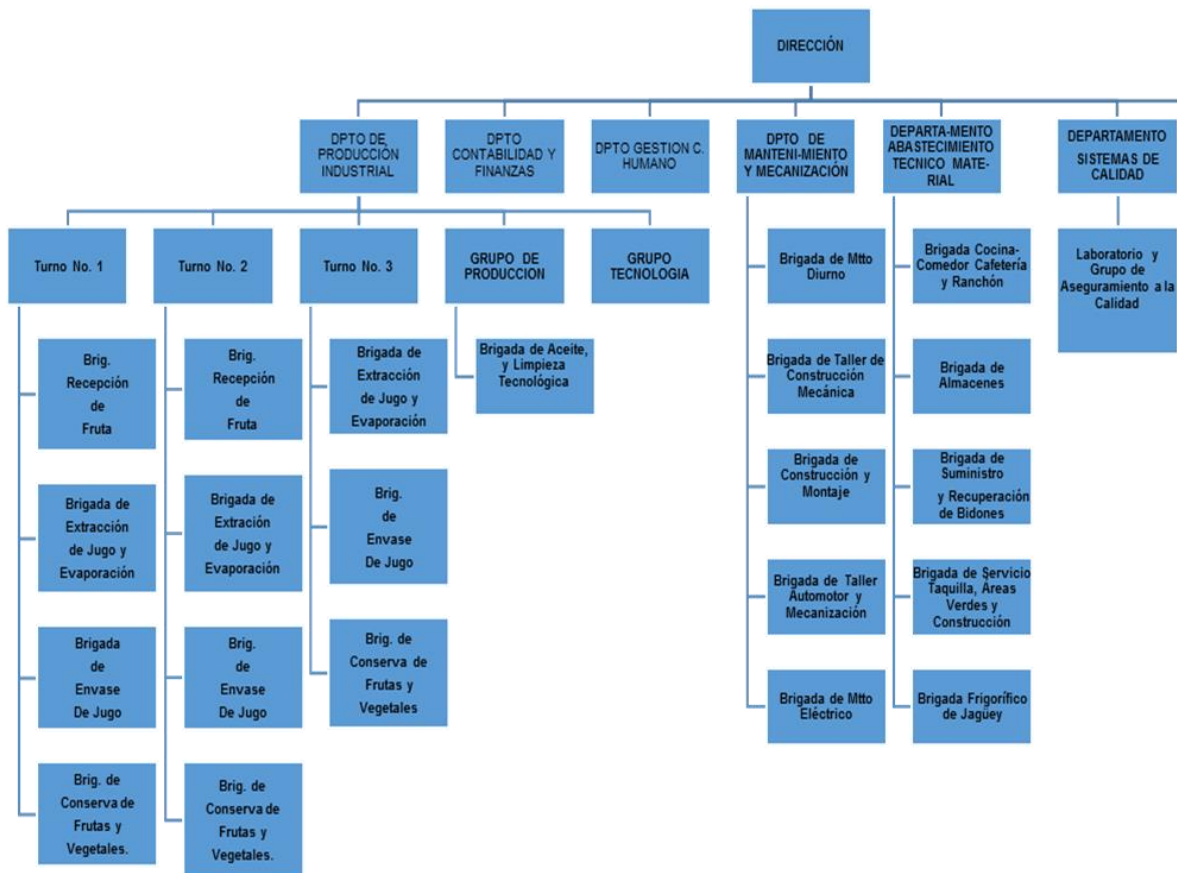 DIRECCIÓN
DPTO DE
PRODUCCIÓN
INDUSTRIAL
DPTO
CONTABILIDAD Y
FINANZAS
DPTO GESTION C.
HUMANO
DPTO DE
MANTENI-MIENTO
Y MECANIZACIÓN
DEPARTA-MENTO
ABASTECIMIENTO
TECNICO MATE-
RIAL
DEPARTAMENTO
SISTEMAS DE
CALIDAD
Turno No. 1
Turno No. 2
Turno No. 3
GRUPO DE
PRODUCCION
GRUPO
TECNOLOGIA
Brigada de Mtto
Diurno
Brigada Cocina-
Comedor Cafetería
y Ranchón
Laboratorio y
Grupo de
Aseguramiento a la
Calidad
Brig.
Recepción
de
Fruta
Brig.
Recepción
de
Fruta
Brigada de
Extracción
de Jugo y
Evaporación
Brigada de Aceite,
y Limpieza
Tecnológica
Brigada de Taller de
Construcción
Mecánica
Brigada de
Almacenes
Brigada de
Extracción
de Jugo y
Evaporación
Brigada de
Extración
de Jugo y
Evaporación
Brig.
de
Envase
De Jugo
Brigada de
Construcción y
Montaje
Brigada de
Suministro
y Recuperación
de Bidones
Brigada
de
Envase
De Jugo
Brig.
de
Envase
De Jugo
Brig. de
Conserva de
Frutas y
Vegetales
Brigada de Taller
Automotor y
Mecanización
Brigada de Servicio
Taquilla, Áreas
Verdes y
Construcción
Brigada de Mtto
Eléctrico
Brigada Frigorífico
de Jagüey
Brig. de
Conserva de
Frutas y
Vegetales.
Brig. de
Conserva de
Frutas y
Vegetales.